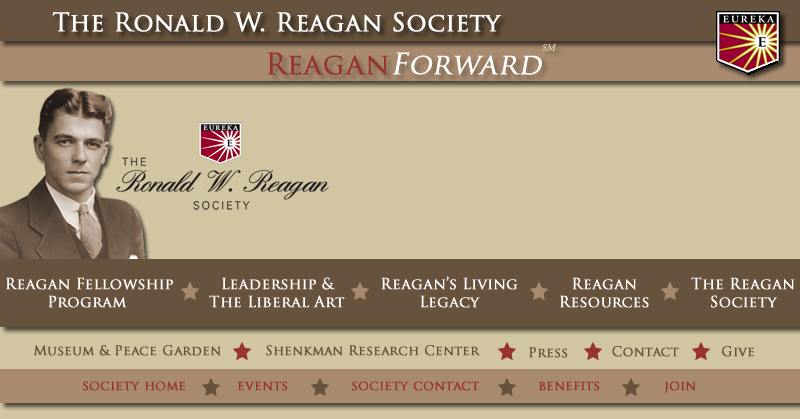 THE RONALD W. REAGAN SOCIETY
EUREKA
E
REAGAN FORWARD SM
EUREKA
E
THE
Ronald W. Reagan
SOCIETY
REAGAN FELLOWSHIP
PROGRAM
LEADERSHIP &
THE LIBERAL ART
REAGAN'S LIVING
LEGACY
REAGAN
RESOURCES
THE REAGAN
SOCIETY
MUSEUM & PEACE GARDEN
SHENKMAN RESEARCH CENTER
PRESS
CONTACT
GIVE
SOCIETY HOME
EVENTS
SOCIETY CONTACT
BENEFITS
JOIN